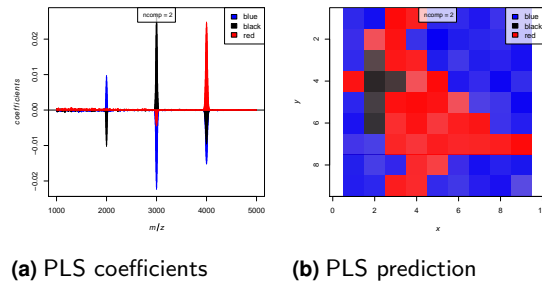 ncomp = 2
blue
black
red
coefficients
0.02
0.01
0.00
−0.01
−0.02
1000 2000 3000 4000 5000
m/z
ncomp = 2
blue
black
red
y
2
4
6
8
0 2 4 6 8 10
x
(a) PLS coefficients
(b) PLS prediction